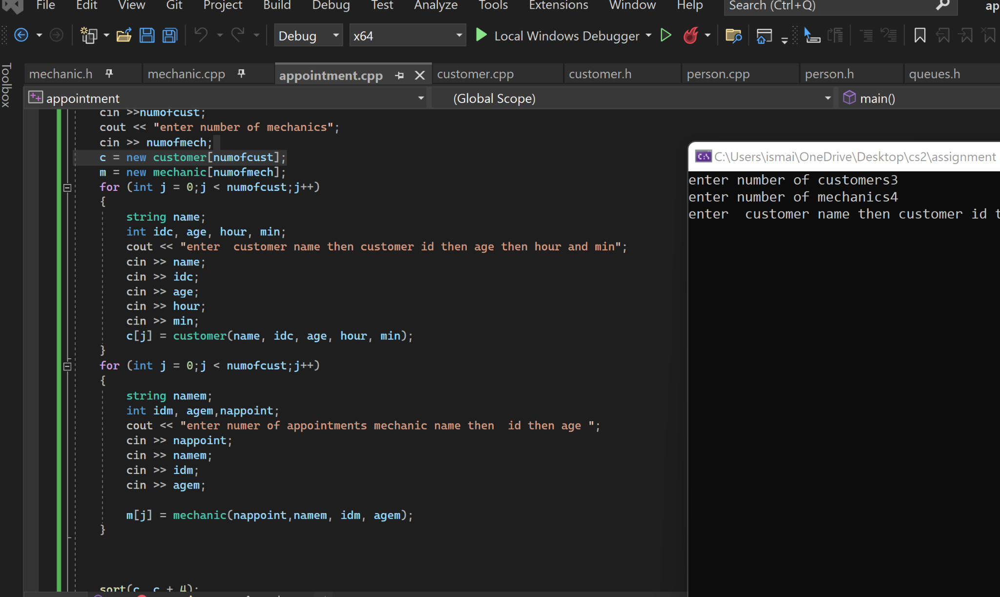 File Edit View Git Project Build Debug Test Analyze Tools Extensions Window Help Search (Ctrl+Q) ap
Debug x64 Local Windows Debugger
Toolbox
mechanic.h mechanic.cpp appointment.cpp customer.cpp customer.h person.cpp person.h queues.h
appointment (Global Scope) main()
cin >>numofcust;
cout << "enter number of mechanics";
cin >> numofmech;
c = new customer[numofcust];
m = new mechanic[numofmech];
for (int j = 0;j < numofcust;j++)
{
string name;
int idc, age, hour, min;
cout << "enter  customer name then customer id then age then hour and min";
cin >> name;
cin >> idc;
cin >> age;
cin >> hour;
cin >> min;
c[j] = customer(name, idc, age, hour, min);
}
for (int j = 0;j < numofcust;j++)
{
string namem;
int idm, agem,nappoint;
cout << "enter numer of appointments mechanic name then  id then age ";
cin >> nappoint;
cin >> namem;
cin >> idm;
cin >> agem;
m[j] = mechanic(nappoint,namem, idm, agem);
}
sort(c, c + 4);
C:\Users\ismai\OneDrive\Desktop\cs2\assignment
enter number of customers3
enter number of mechanics4
enter  customer name then customer id t